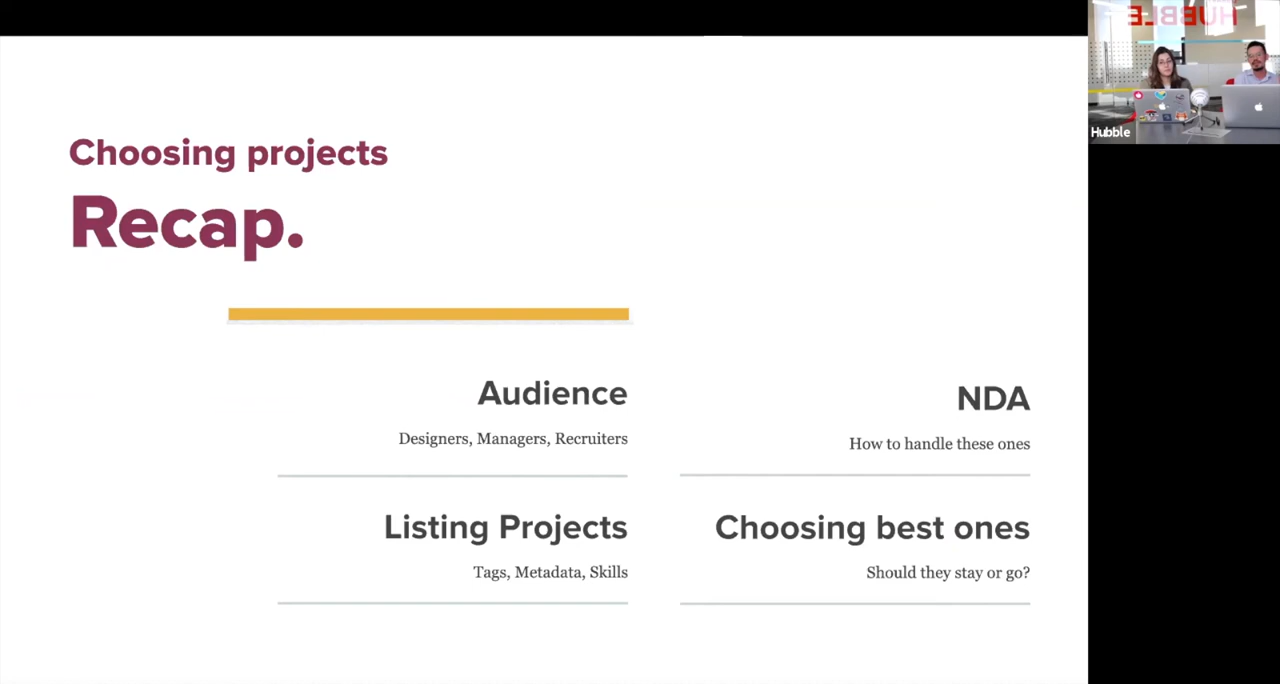 Choosing projects
Recap.
Audience
Designers, Managers, Recruiters
NDA
How to handle these ones
Listing Projects
Tags, Metadata, Skills
Choosing best ones
Should they stay or go?
HUBBLE
Hubble